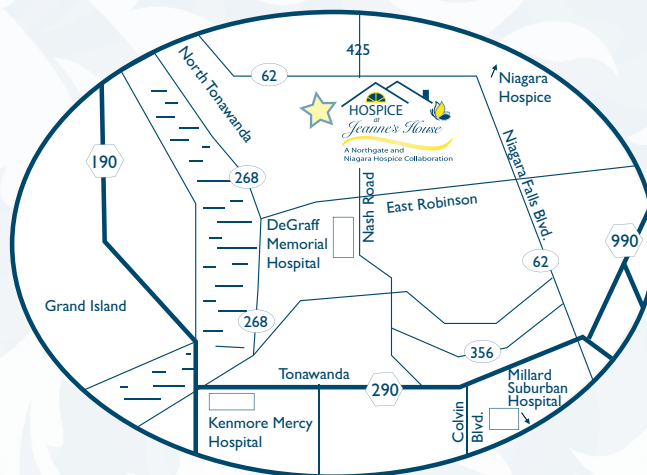 425
62
North Tonawanda
Niagara
Hospice
HOSPICE
at
Jeanne's House
A Northgate and
Niagara Hospice Collaboration
190
268
Nash Road
East Robinson
Niagara Falls Blvd.
DeGraff
Memorial
Hospital
990
62
Grand Island
268
356
Tonawanda
290
Millard
Suburban
Hospital
Colvin
Blvd.
Kenmore Mercy
Hospital